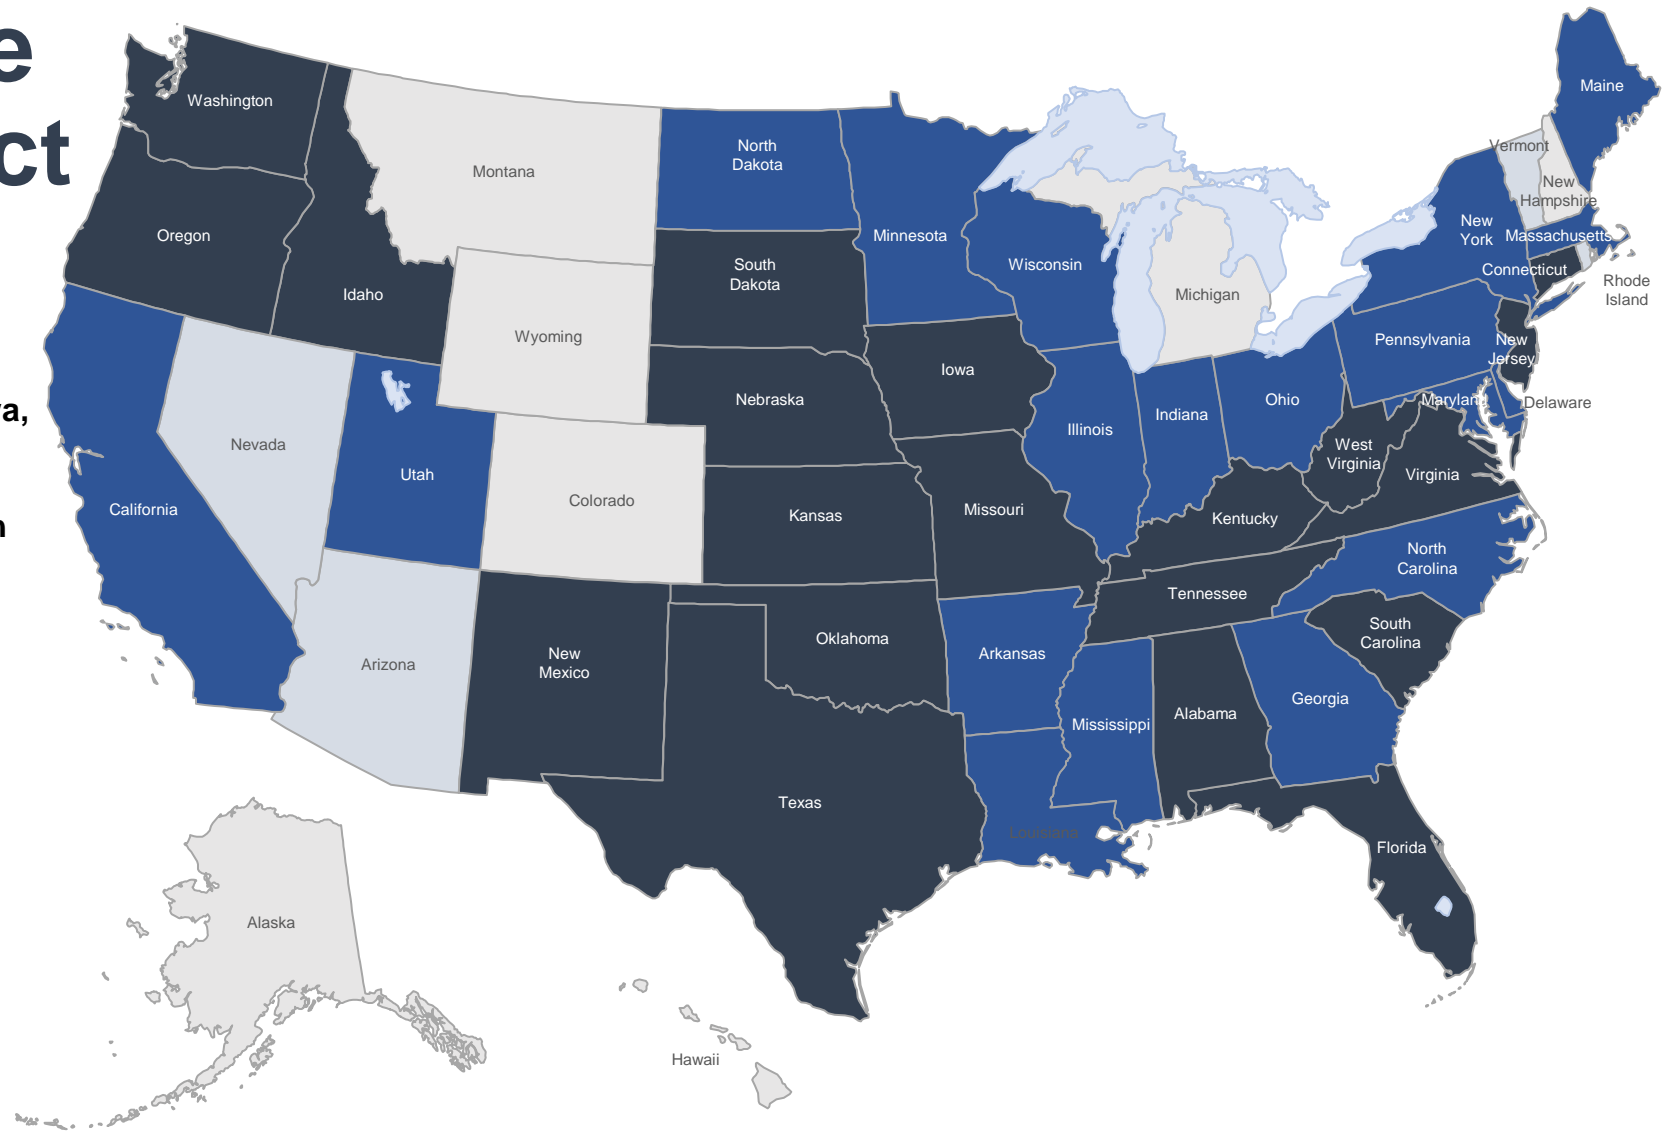 e
ct
a,
n
Washington
Oregon
Idaho
Montana
Wyoming
California
Nevada
Utah
Colorado
Arizona
New
Mexico
North
Dakota
South
Dakota
Nebraska
Kansas
Oklahoma
Texas
Minnesota
Iowa
Missouri
Arkansas
Louisiana
Wisconsin
Illinois
Michigan
Indiana
Ohio
Kentucky
Tennessee
Mississippi
Alabama
Georgia
Florida
South
Carolina
North
Carolina
Virginia
West
Virginia
Pennsylvania
New
York
Maryland
Delaware
New
Jersey
Connecticut
Rhode
Island
Massachusetts
Vermont
New
Hampshire
Maine
Alaska
Hawaii